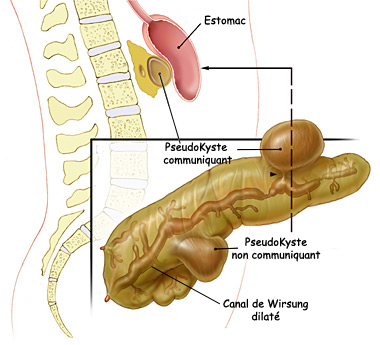 Estomac
PseudoKyste
communiquant
PseudoKyste
non communiquant
Canal de Wirsung
dilaté